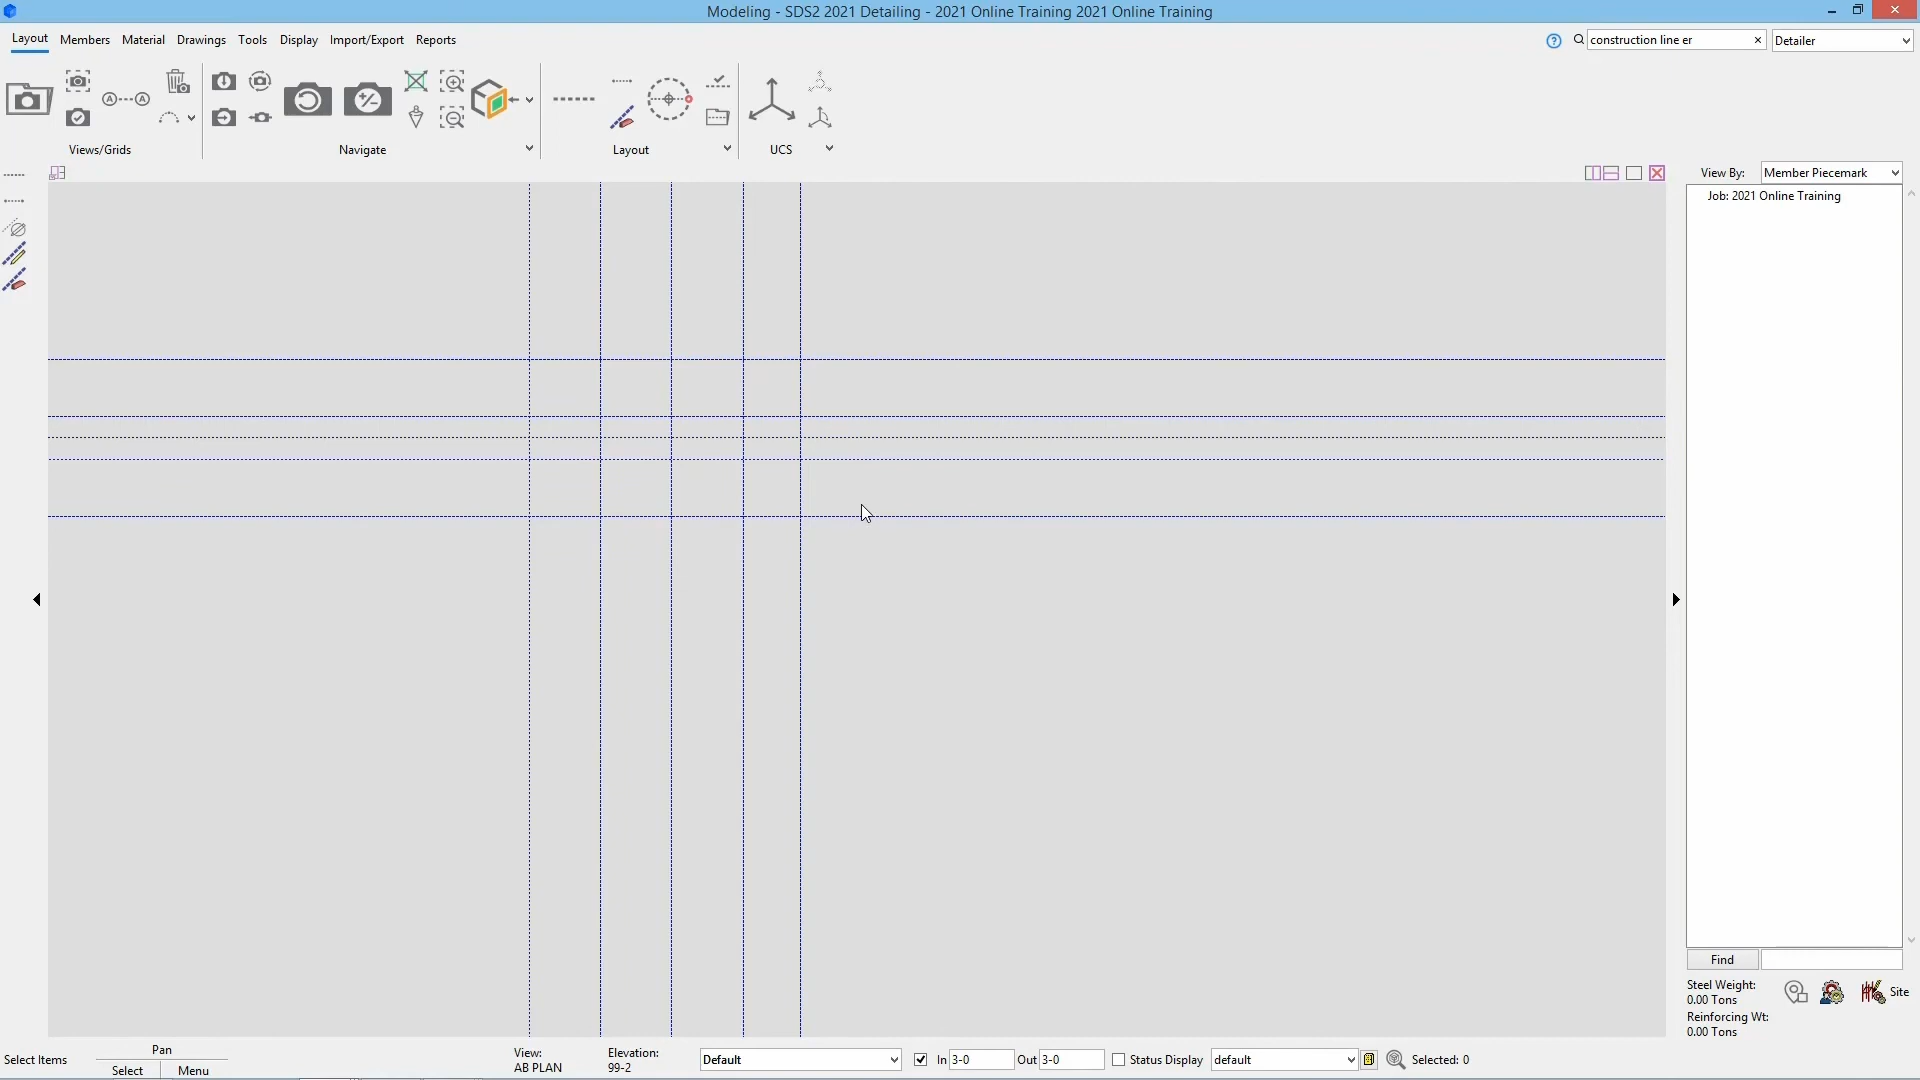 Modeling - SDS2 2021 Detailing - 2021 Online Training 2021 Online Training
Layout Members Material Drawings Tools Display Import/Export Reports
construction line er
Detailer
Views/Grids
Navigate
Layout
UCS
View By: Member Piecemark
Job: 2021 Online Training
Find
Steel Weight:
0.00 Tons
Site
Reinforcing Wt:
0.00 Tons
Select Items
Pan
Select
Menu
View:
AB PLAN
Elevation:
99-2
Default
In 3-0
Out 3-0
Status Display
default
Selected: 0